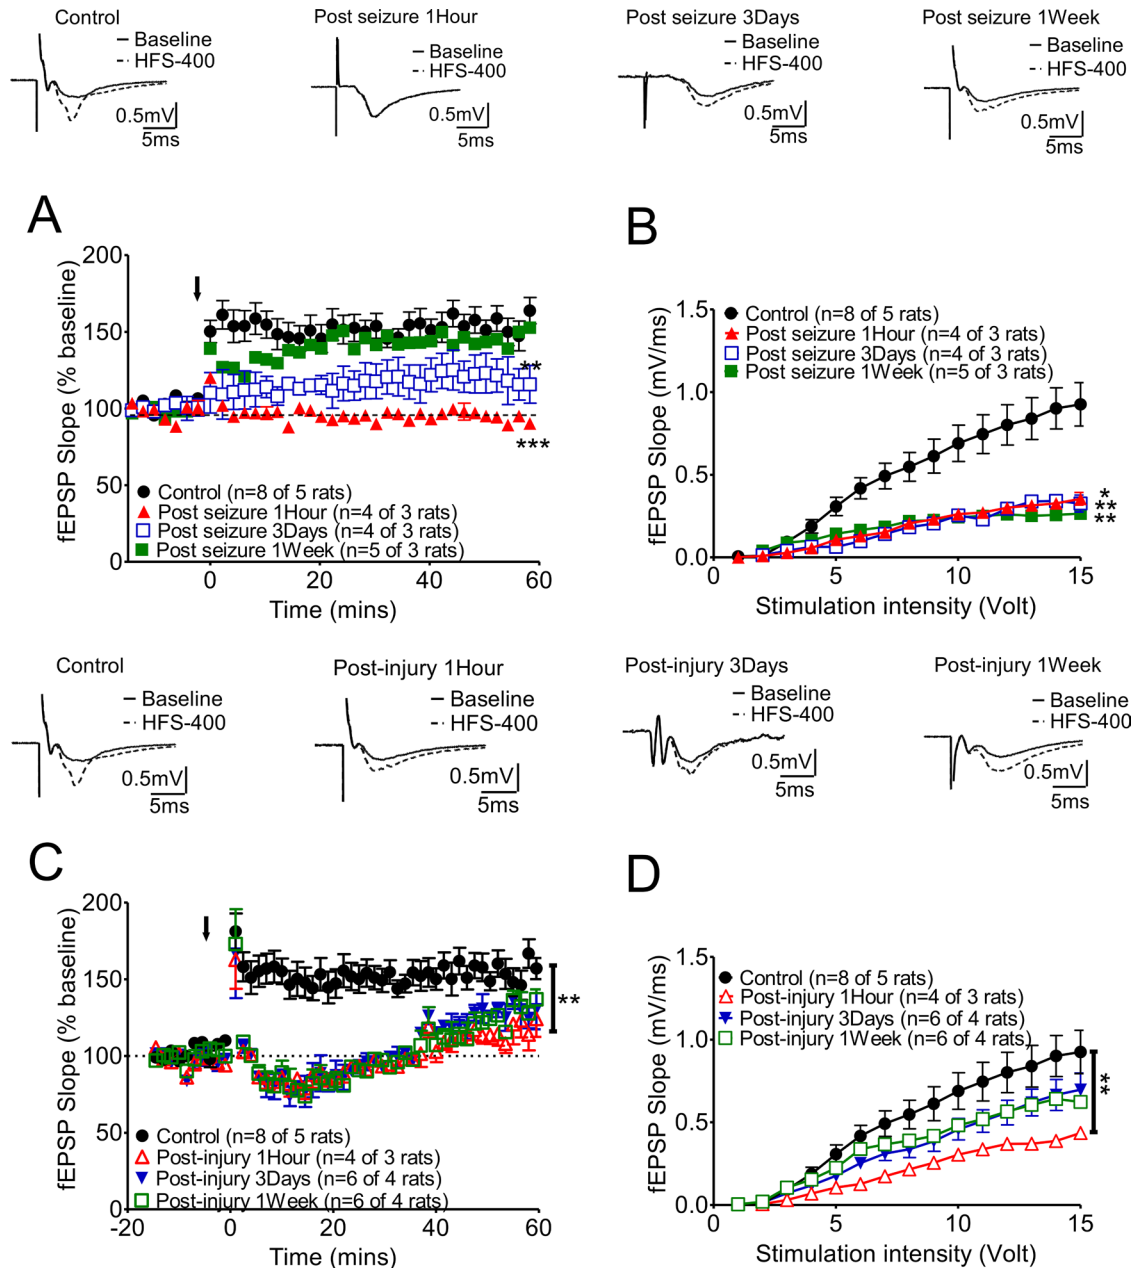 Control
Post seizure 1Hour
Post seizure 3Days
Post seizure 1Week
Baseline
HFS-400
0.5mV
5ms
Baseline
HFS-400
Baseline
HFS-400
0.5mV
5ms
Baseline
HFS-400
0.5mV
5ms
A
fEPSP Slope (% baseline)
200
150
100
50
0
**
***
Control (n=8 of 5 rats)
Post seizure 1Hour (n=4 of 3 rats)
Post seizure 3Days (n=4 of 3 rats)
Post seizure 1Week (n=5 of 3 rats)
0
20
40
60
Time (mins)
B
fEPSP Slope (mV/ms)
1.5
1.0
0.5
0.0
Control (n=8 of 5 rats)
Post seizure 1Hour (n=4 of 3 rats)
Post seizure 3Days (n=4 of 3 rats)
Post seizure 1Week (n=5 of 3 rats)
*
**
**
0
5
10
15
Stimulation intensity (Volt)
Control
Post-injury 1Hour
Post-injury 3Days
Post-injury 1Week
Baseline
HFS-400
0.5mV
5ms
Baseline
HFS-400
0.5mV
5ms
Baseline
HFS-400
0.5mV
5ms
Baseline
HFS-400
0.5mV
5ms
C
fEPSP Slope (% baseline)
200
150
100
50
0
**
Control (n=8 of 5 rats)
Post-injury 1Hour (n=4 of 3 rats)
Post-injury 3Days (n=6 of 4 rats)
Post-injury 1Week (n=6 of 4 rats)
-20
0
20
40
60
Time (mins)
D
fEPSP Slope (mV/ms)
1.5
1.0
0.5
0.0
Control (n=8 of 5 rats)
Post-injury 1Hour (n=4 of 3 rats)
Post-injury 3Days (n=6 of 4 rats)
Post-injury 1Week (n=6 of 4 rats)
**
0
5
10
15
Stimulation intensity (Volt)